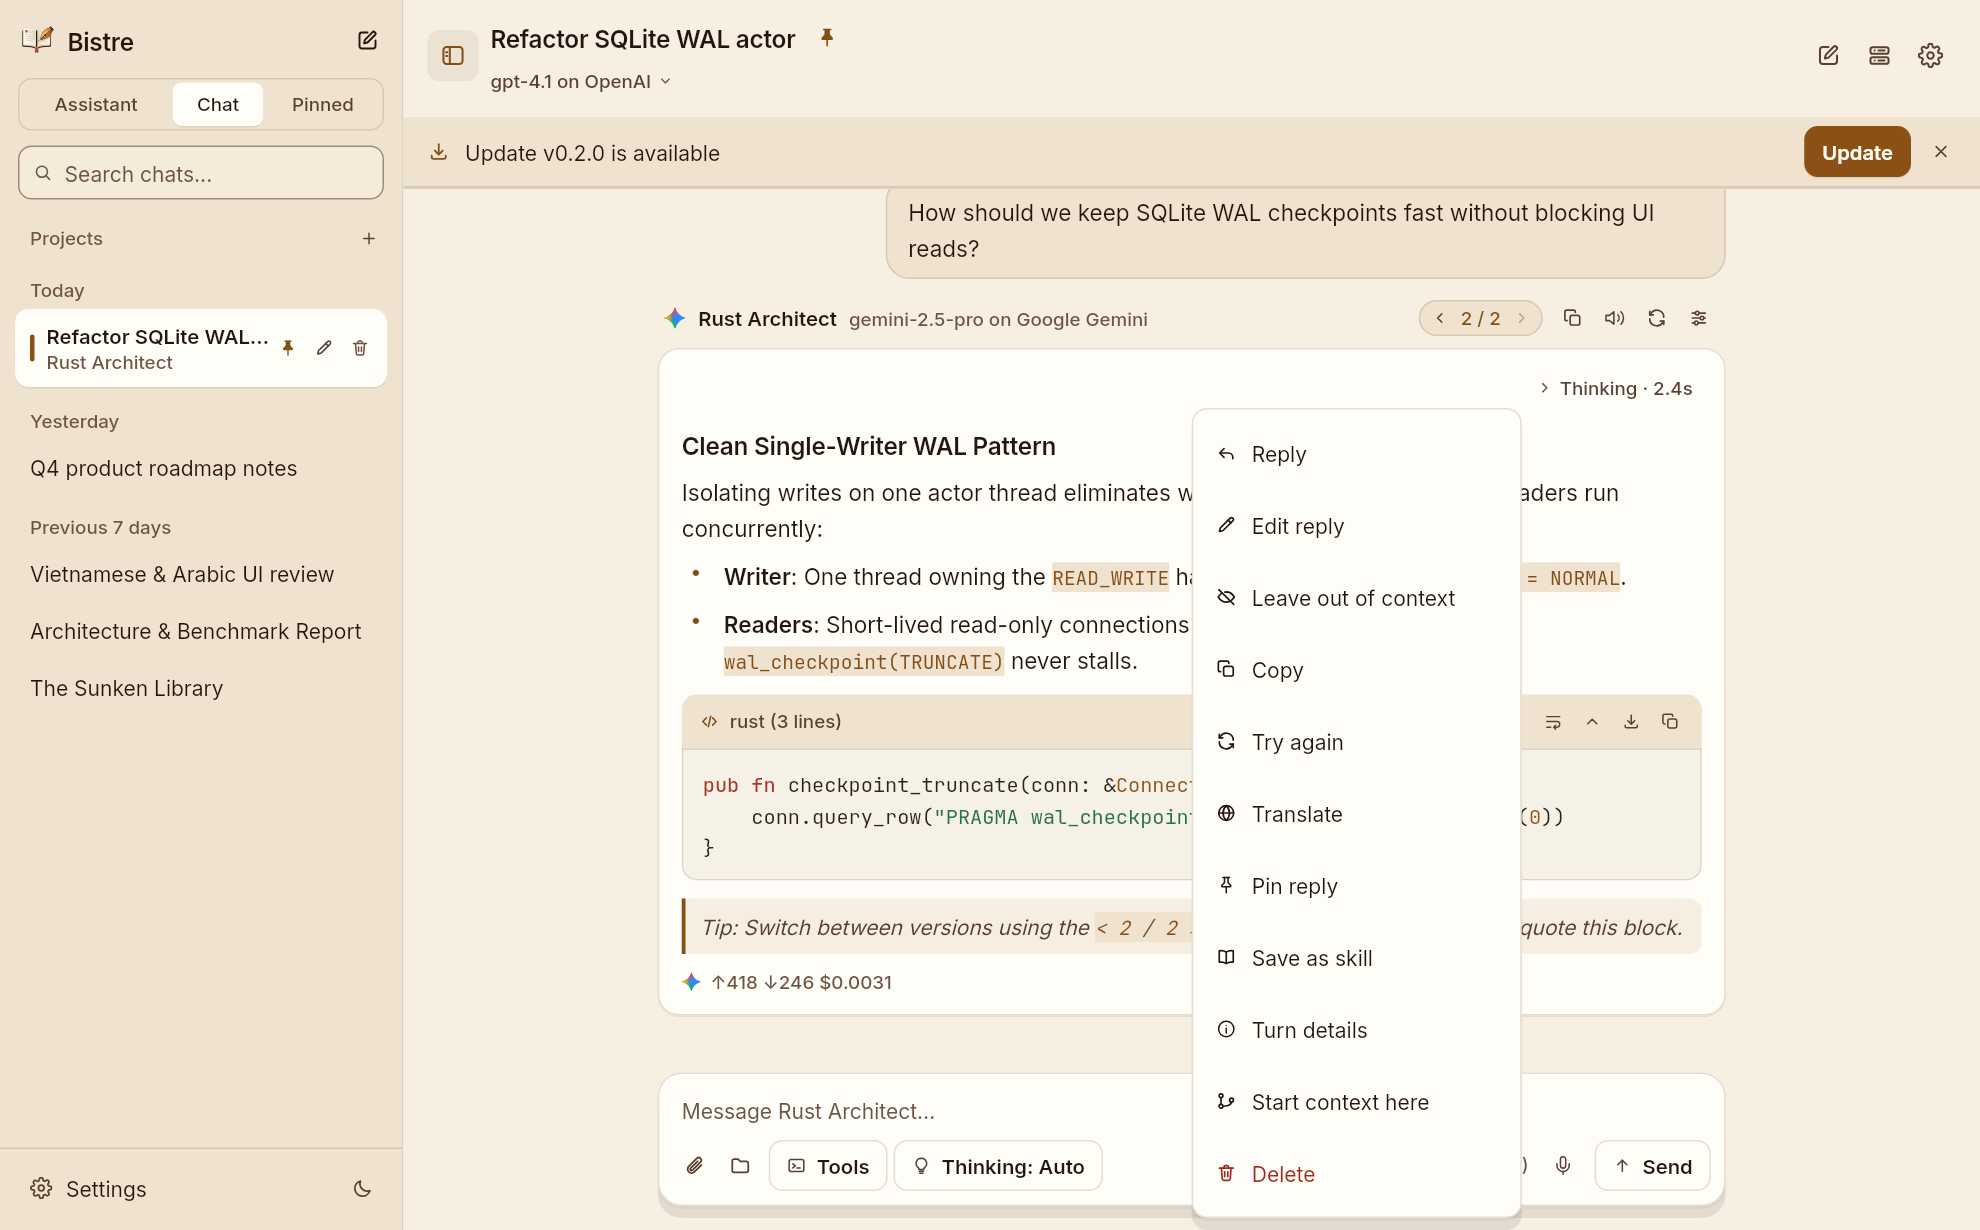 Bistre
Assistant
Chat
Pinned
Search chats...
Projects
Today
Refactor SQLite WAL...
Rust Architect
Yesterday
Q4 product roadmap notes
Previous 7 days
Vietnamese & Arabic UI review
Architecture & Benchmark Report
The Sunken Library
Settings
Refactor SQLite WAL actor
gpt-4.1 on OpenAI
Update v0.2.0 is available
Update
How should we keep SQLite WAL checkpoints fast without blocking UI
reads?
Rust Architect gemini-2.5-pro on Google Gemini
2 / 2
Thinking · 2.4s
Clean Single-Writer WAL Pattern
Isolating writes on one actor thread eliminates run
concurrently:
• Writer: One thread owning the READ_WRITE = NORMAL.
• Readers: Short-lived read-only connections
wal_checkpoint(TRUNCATE) never stalls.
rust (3 lines)
pub fn checkpoint_truncate(conn: &
conn.query_row("PRAGMA (0))
}
Tip: Switch between versions using the < 2 / 2 quote this block.
↑418 ↓246 $0.0031
Reply
Edit reply
Leave out of context
Copy
Try again
Translate
Pin reply
Save as skill
Turn details
Start context here
Delete
Message Rust Architect...
Tools
Thinking: Auto
Send